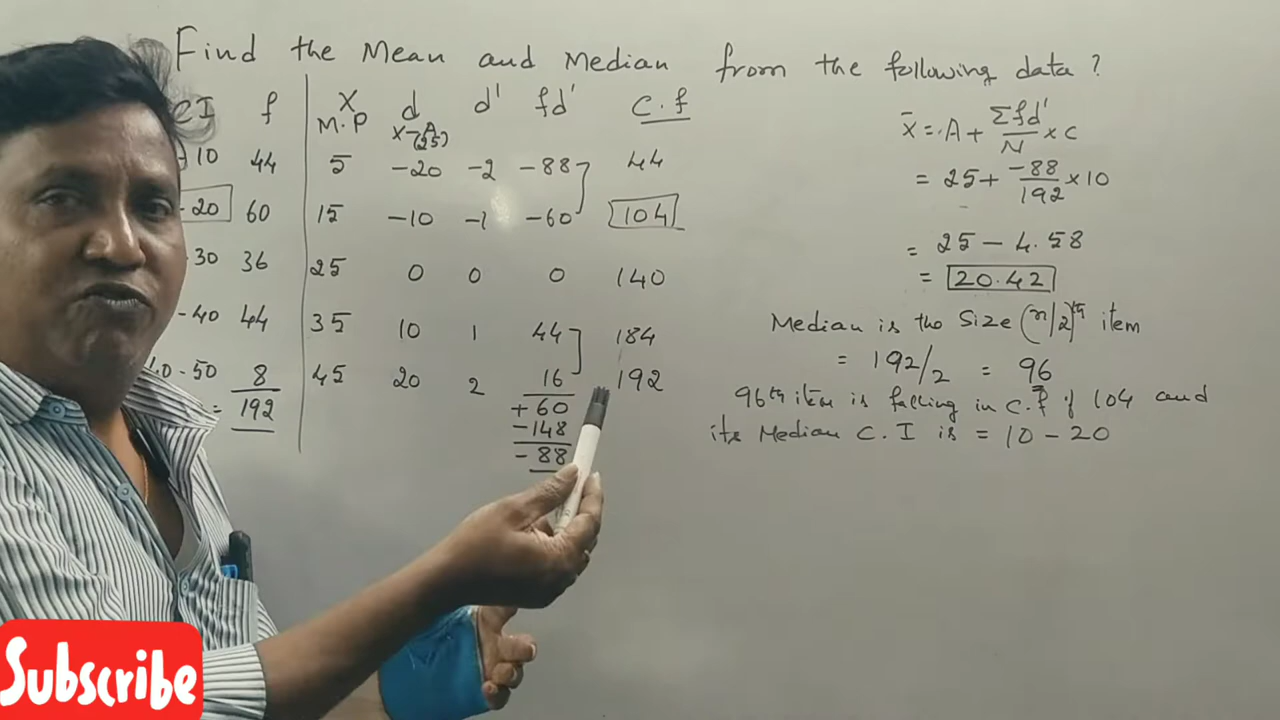 Find the Mean and Median from the following data?
CI f X M.P d X-A (25) d' fd' C.f
10 44 5 -20 -2 -88 44
-20 60 15 -10 -1 -60 104
-30 36 25 0 0 0 140
-40 44 35 10 1 44 184
40-50 8 45 20 2 16 192
= 192
+60
-148
-88
x̄ = A + Σfd'/N × C
= 25 + -88/192 × 10
= 25 - 4.58
= 20.42
Median is the Size (n/2)th item
= 192/2 = 96
96th item is falling in C.f of 104 and
its Median C.I is = 10 - 20
Subscribe